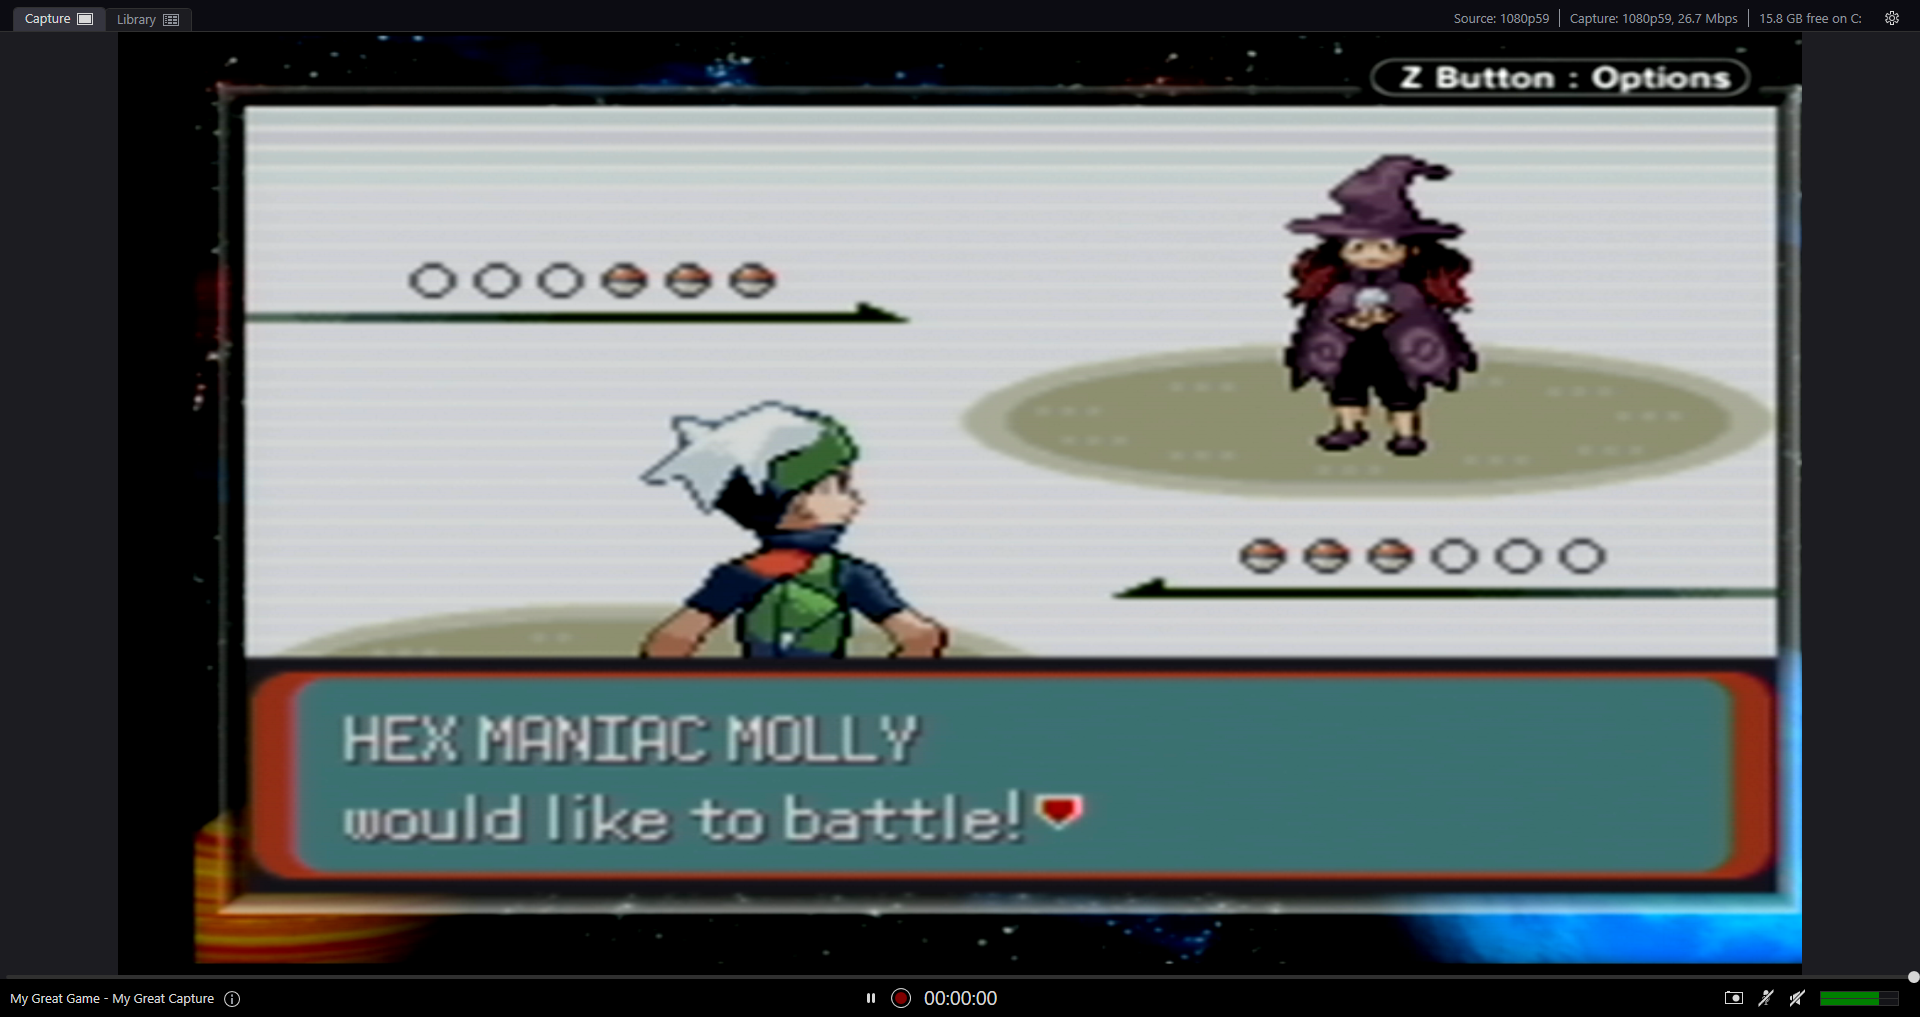 Capture
Library
Source: 1080p59
Capture: 1080p59, 26.7 Mbps
15.8 GB free on C:
Z Button : Options
HEX MANIAC MOLLY
would like to battle!
My Great Game - My Great Capture
00:00:00